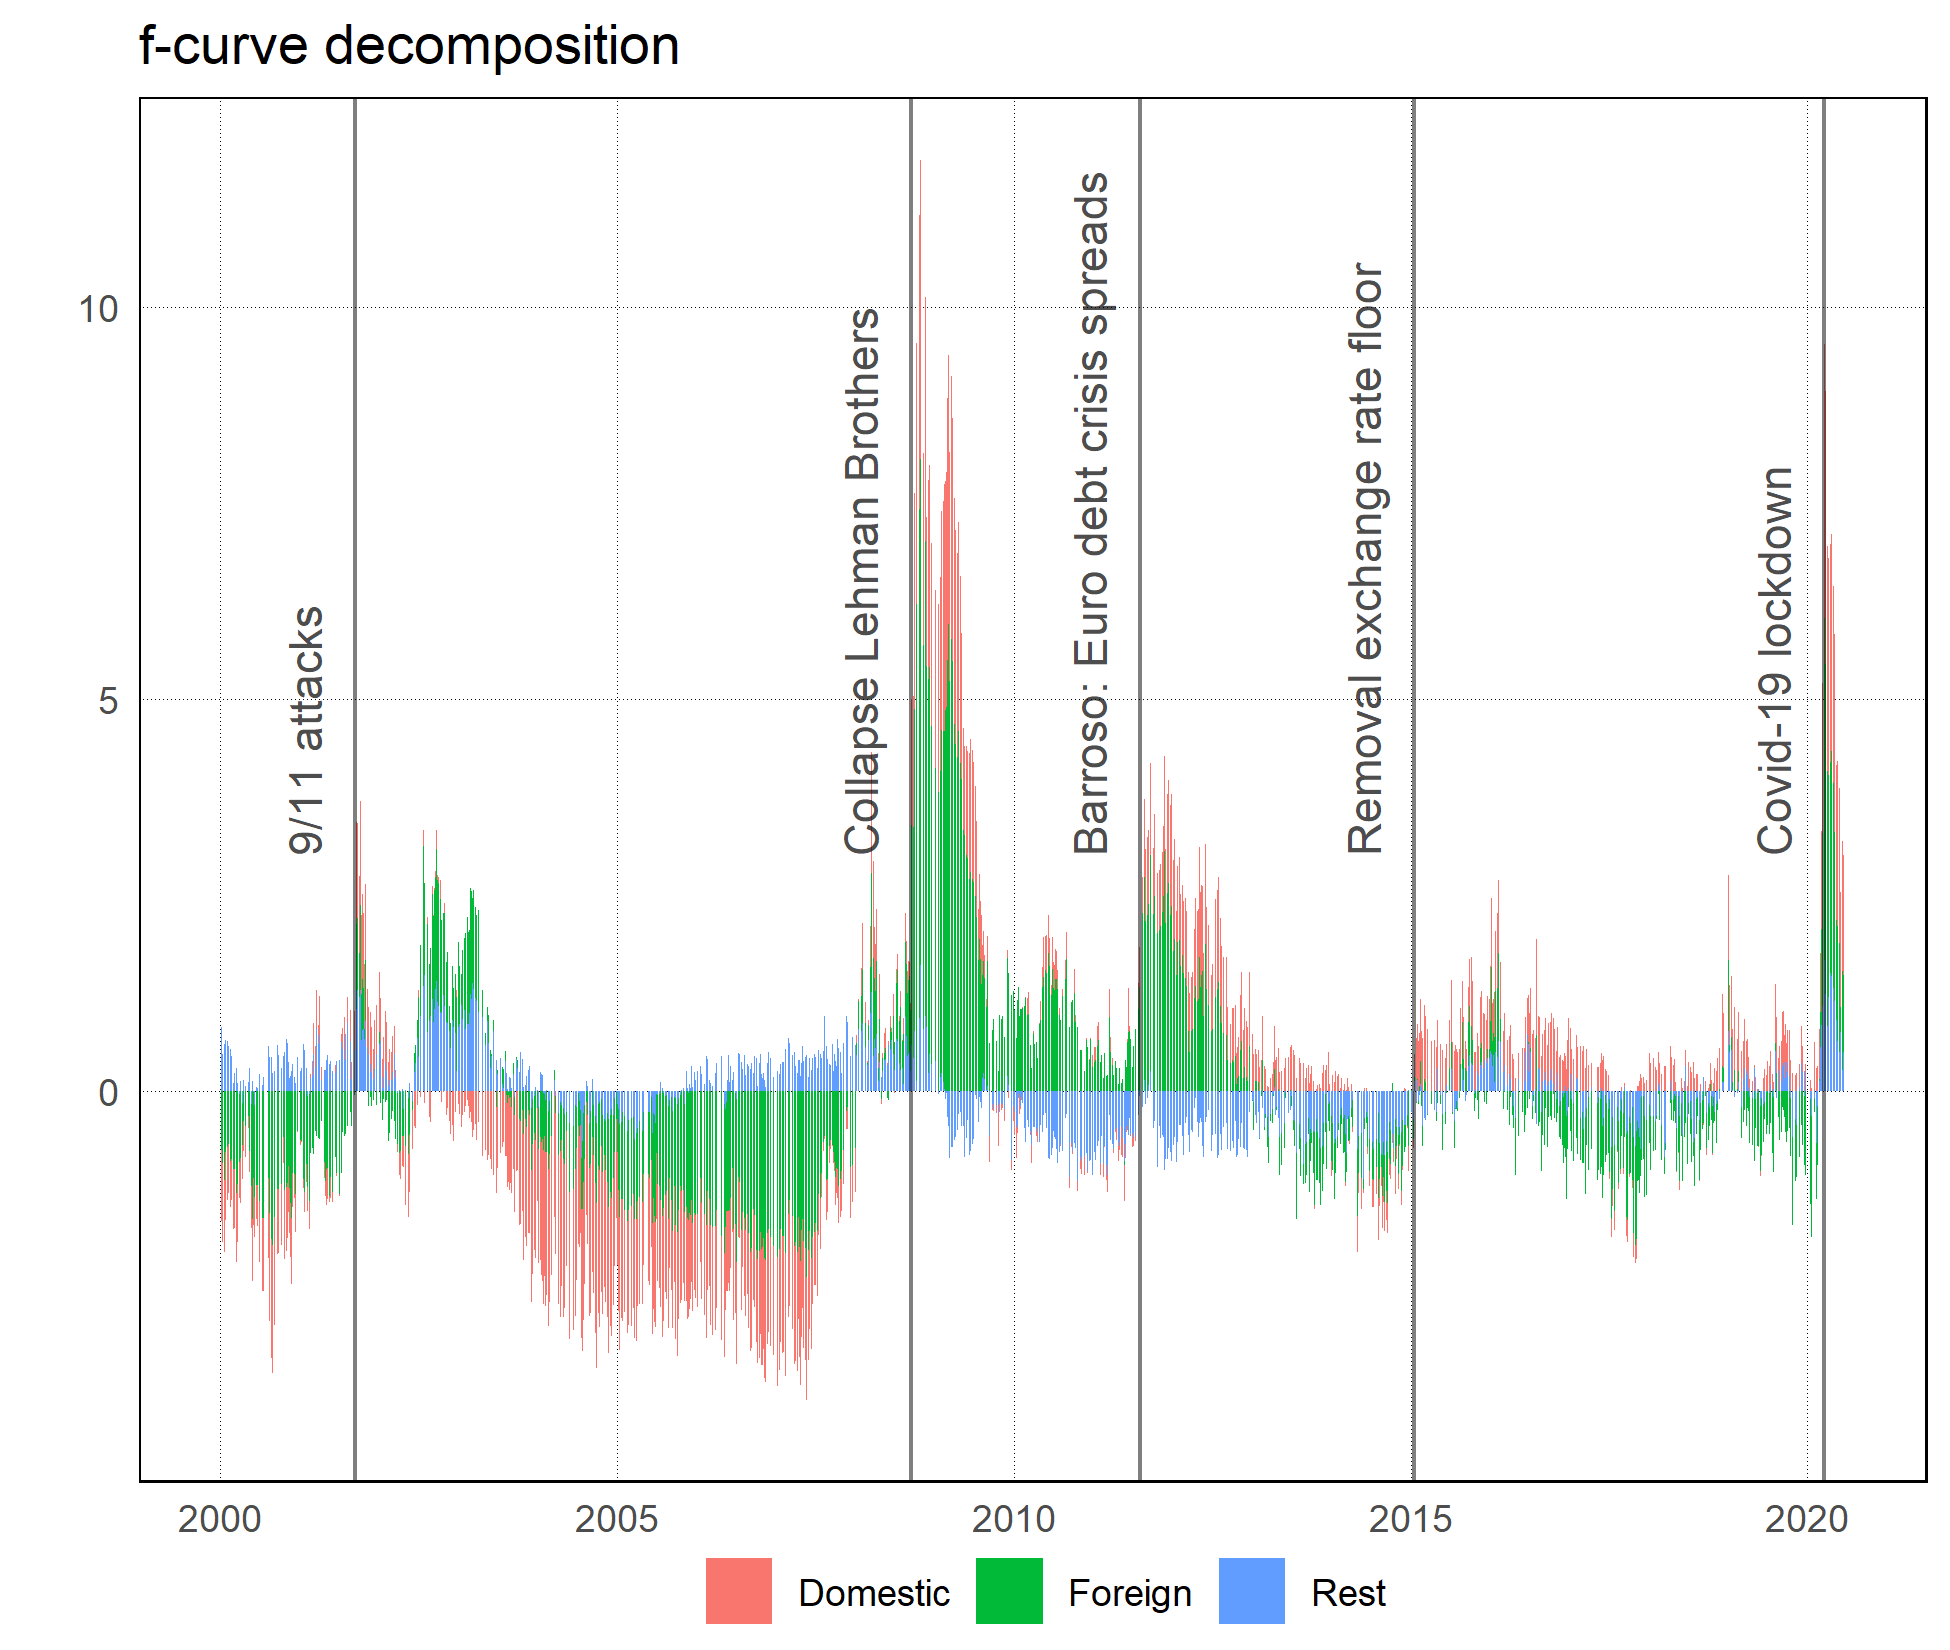 f-curve decomposition
10
5
0
9/11 attacks
Collapse Lehman Brothers
Barroso: Euro debt crisis spreads
Removal exchange rate floor
Covid-19 lockdown
2000 2005 2010 2015 2020
Domestic Foreign Rest